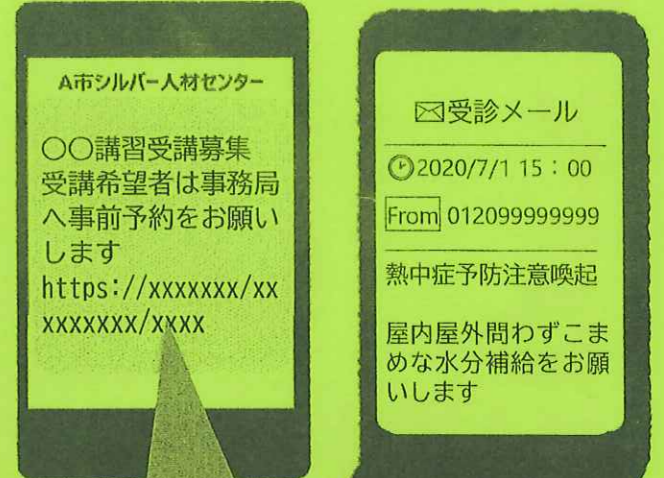 A市シルバー人材センター
〇〇講習受講募集
受講希望者は事務局
へ事前予約をお願い
します
https://xxxxxxx/xx
xxxxxxx/xxxx
✉受診メール
🕑2020/7/1 15：00
From 012099999999
熱中症予防注意喚起
屋内屋外問わずこま
めな水分補給をお願
いします